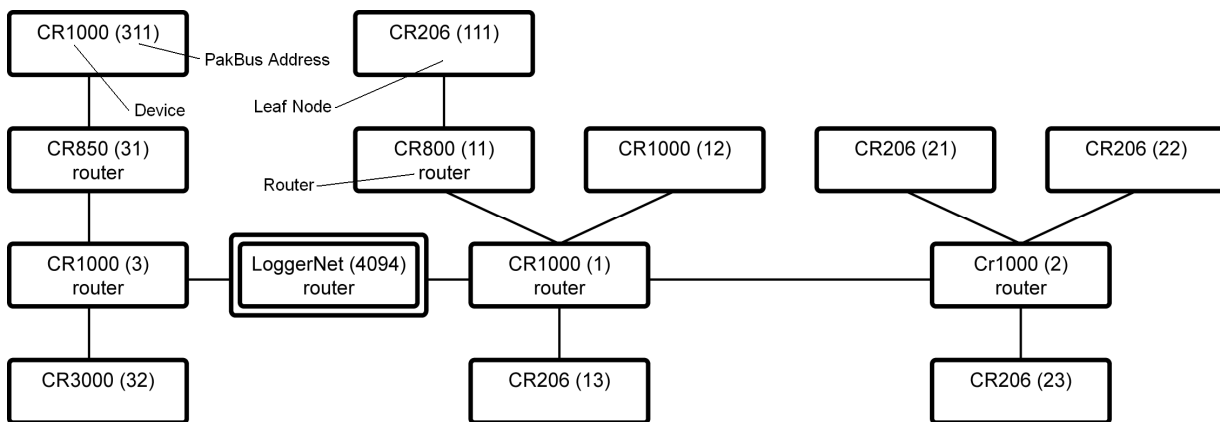 CR1000 (311)
CR206 (111)
PakBus Address
Device
Leaf Node
CR850 (31)
router
CR800 (11)
router
CR1000 (12)
CR206 (21)
CR206 (22)
Router
CR1000 (3)
router
LoggerNet (4094)
router
CR1000 (1)
router
Cr1000 (2)
router
CR3000 (32)
CR206 (13)
CR206 (23)